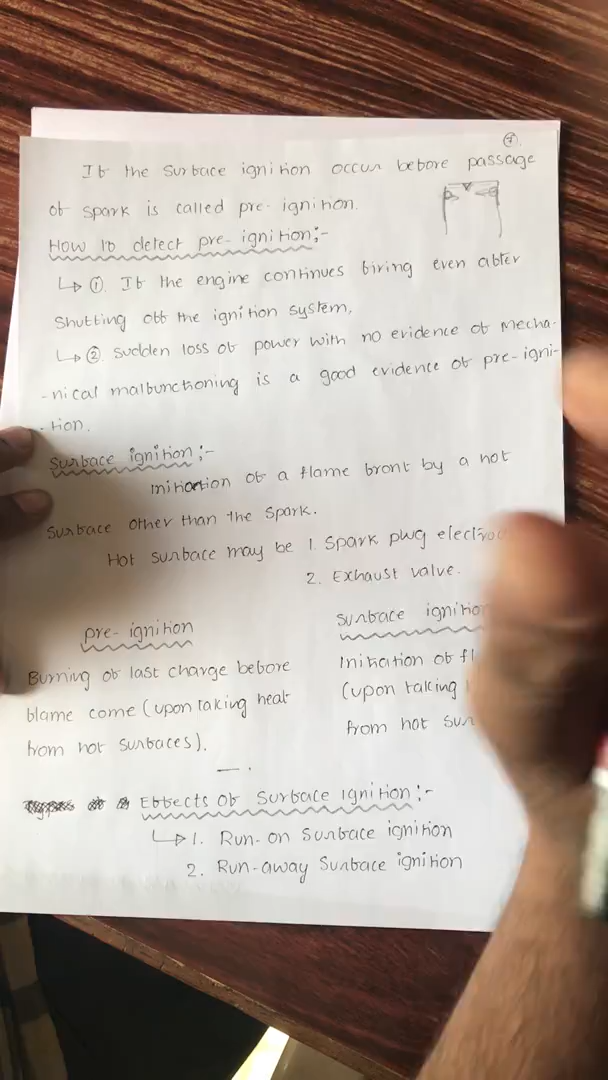 7.
If the surface ignition occur before passage
of spark is called pre-ignition.
How to detect pre-ignition:-
↳ ① If the engine continues firing even after
shutting off the ignition system,
↳ ② sudden loss of power with no evidence of mecha-
-nical malfunctioning is a good evidence of pre-igni-
-tion.
Surface ignition:-
initiation of a flame front by a hot
surface other than the spark.
Hot surface may be 1. Spark plug
2. Exhaust valve.
pre-ignition
Burning of last charge before
flame come (upon taking heat
from hot surfaces).
surface
Initiation of
(upon taking
from hot
Effects of surface ignition:-
↳ 1. Run-on surface ignition
2. Run-away surface ignition